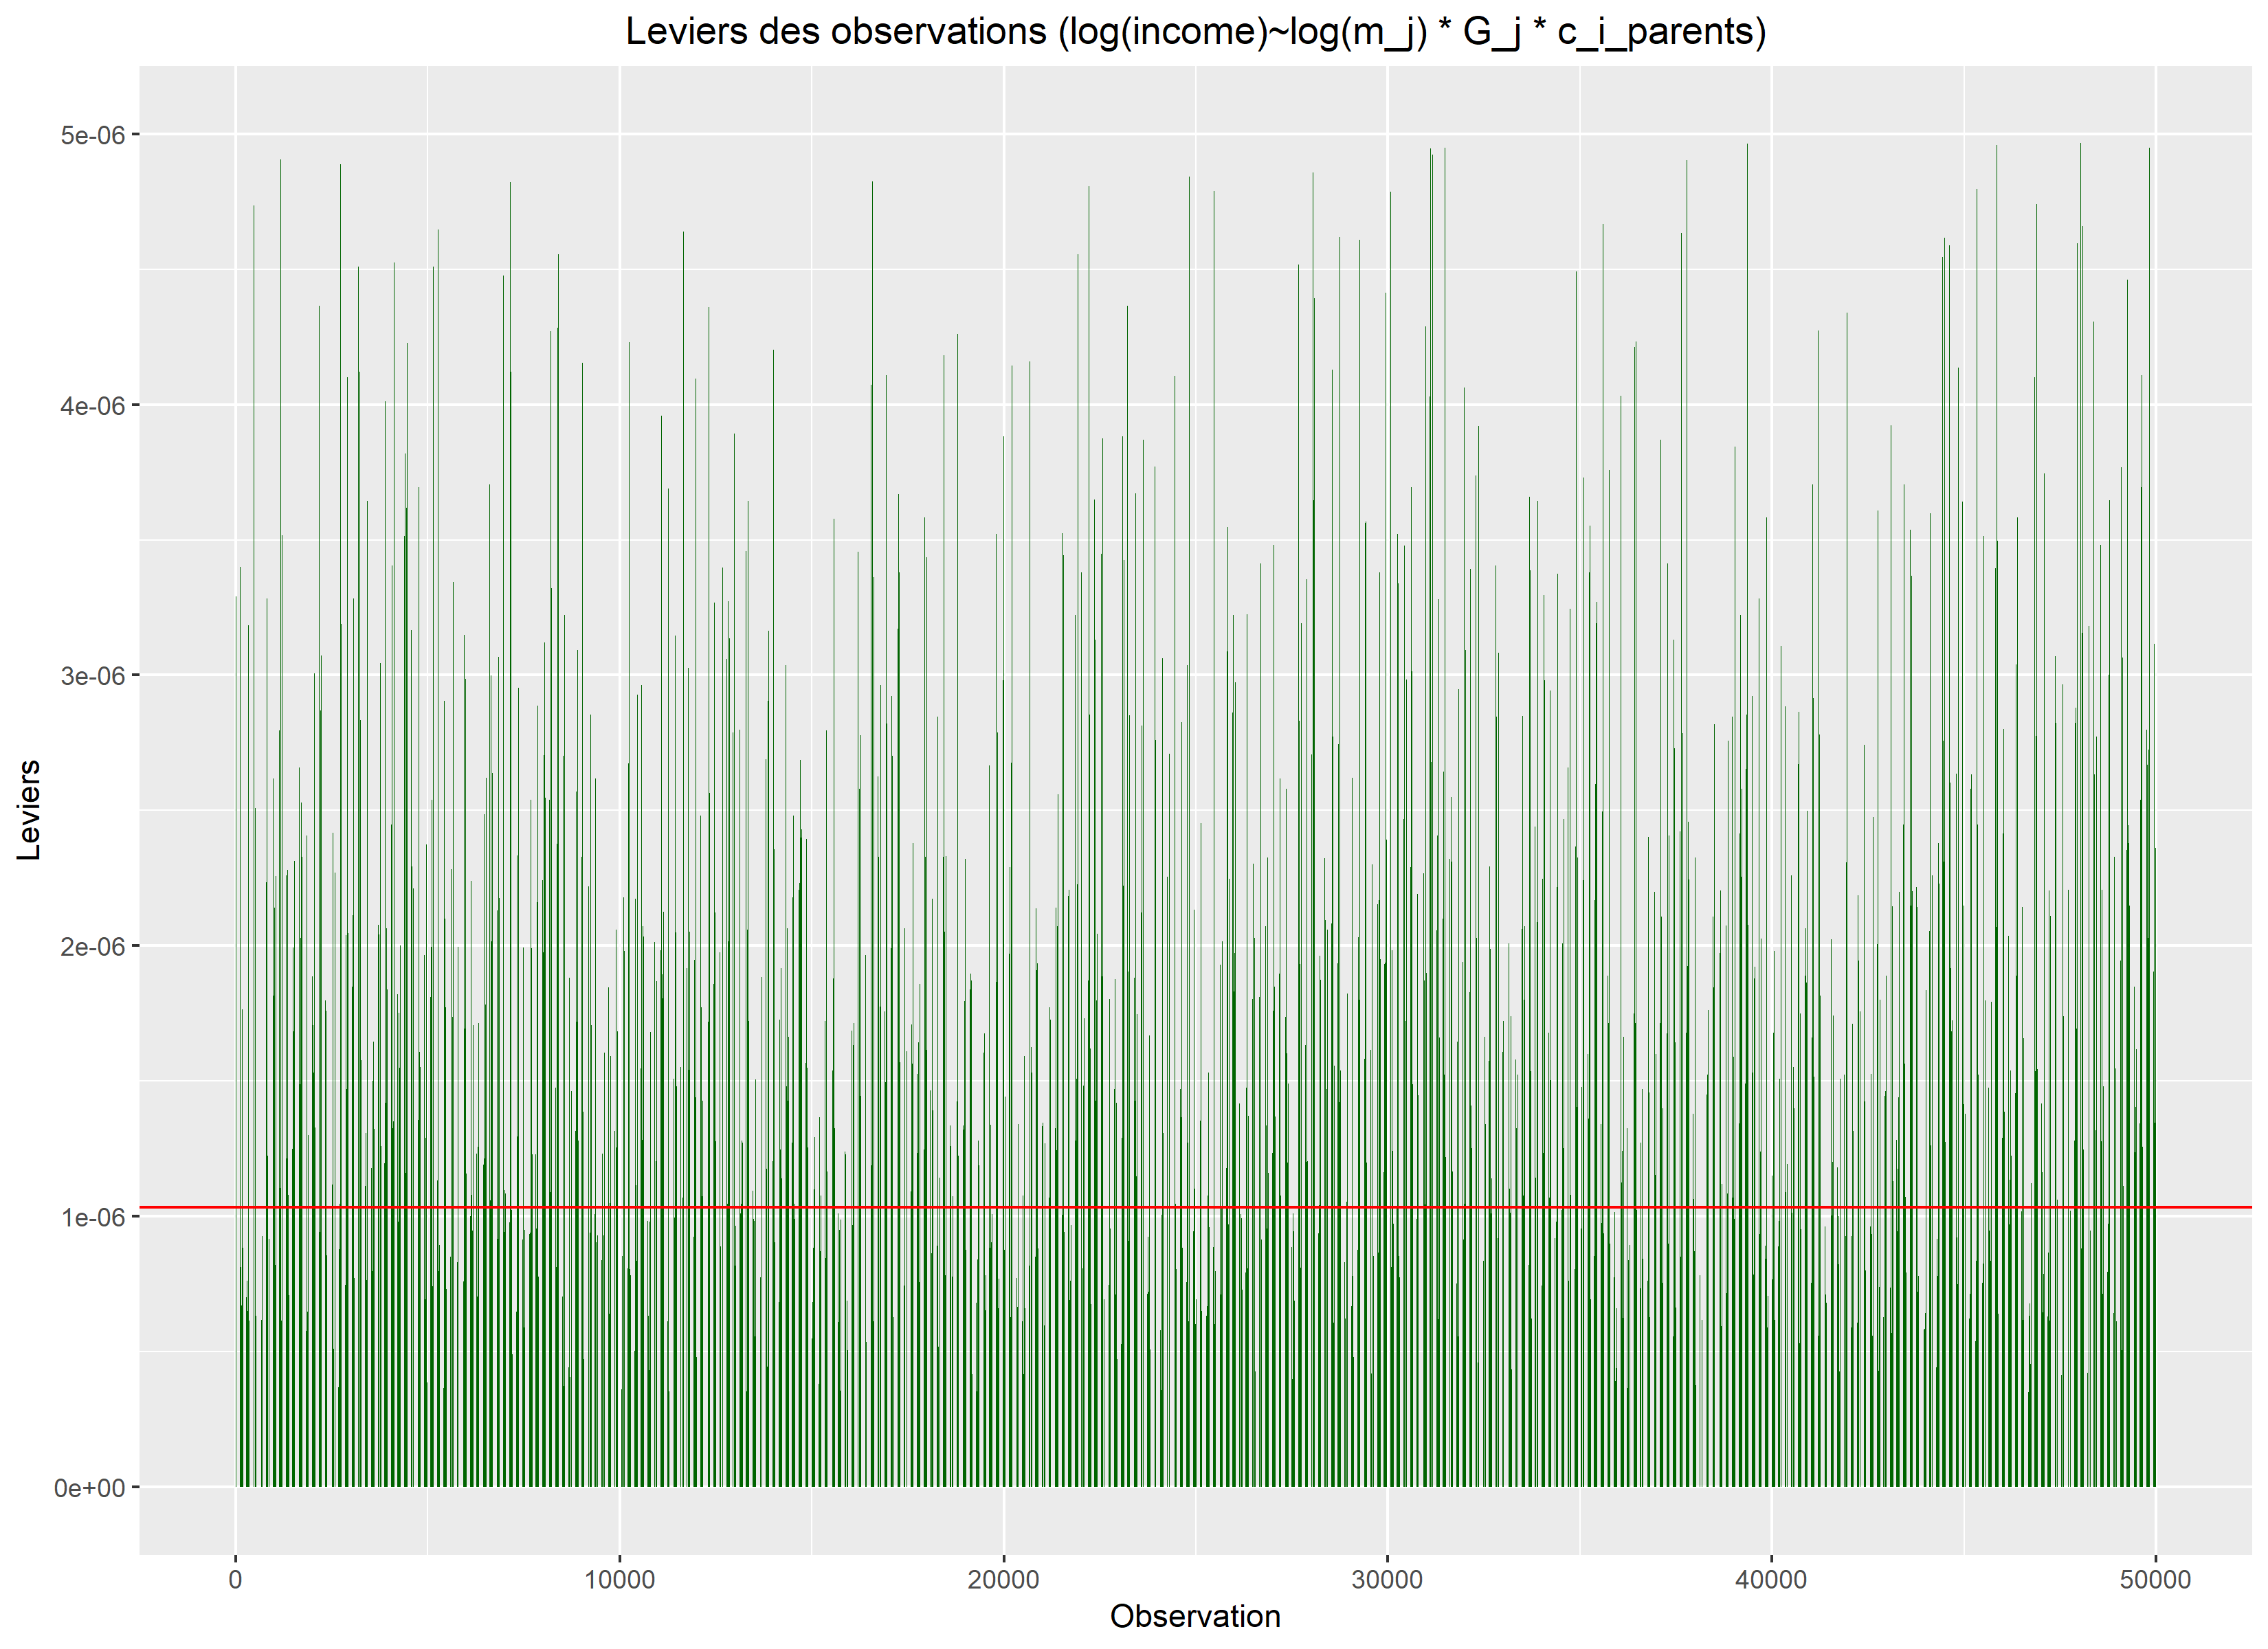 Leviers des observations (log(income)~log(m_j) * G_j * c_i_parents)
5e-06
4e-06
3e-06
2e-06
1e-06
0e+00
Leviers
0 10000 20000 30000 40000 50000
Observation